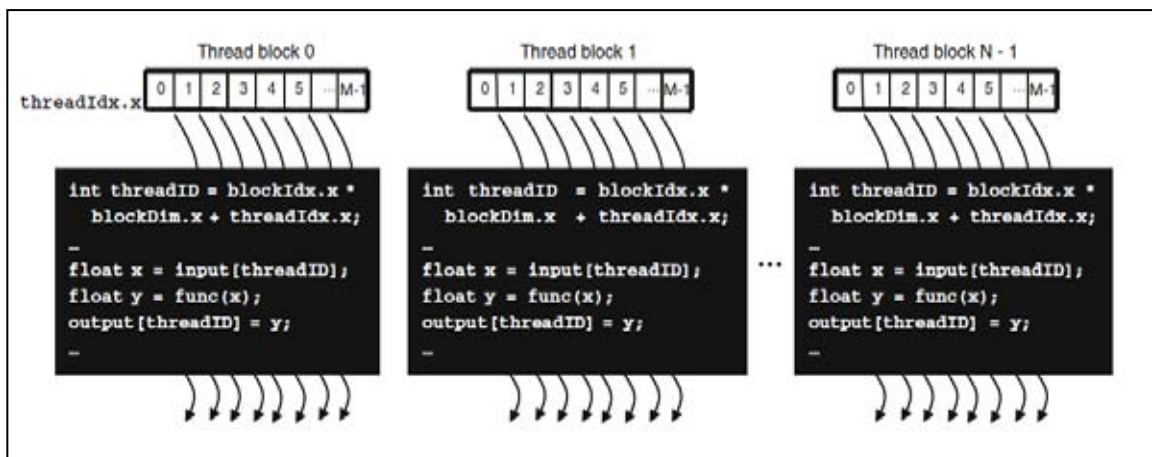 Thread block 0
Thread block 1
Thread block N - 1
threadIdx.x
0 1 2 3 4 5 ... M-1
0 1 2 3 4 5 ... M-1
0 1 2 3 4 5 ... M-1
int threadID = blockIdx.x *
blockDim.x + threadIdx.x;
…
float x = input[threadID];
float y = func(x);
output[threadID] = y;
…
int threadID = blockIdx.x *
blockDim.x + threadIdx.x;
…
float x = input[threadID];
float y = func(x);
output[threadID] = y;
…
...
int threadID = blockIdx.x *
blockDim.x + threadIdx.x;
…
float x = input[threadID];
float y = func(x);
output[threadID] = y;
…